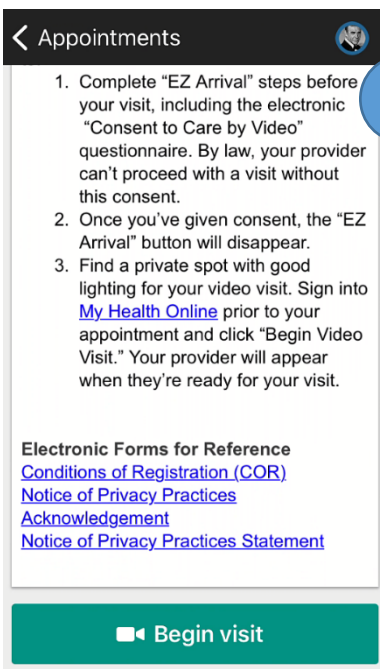 Appointments
1. Complete “EZ Arrival” steps before
your visit, including the electronic
“Consent to Care by Video”
questionnaire. By law, your provider
can’t proceed with a visit without
this consent.
2. Once you’ve given consent, the “EZ
Arrival” button will disappear.
3. Find a private spot with good
lighting for your video visit. Sign into
My Health Online prior to your
appointment and click “Begin Video
Visit.” Your provider will appear
when they’re ready for your visit.
Electronic Forms for Reference
Conditions of Registration (COR)
Notice of Privacy Practices
Acknowledgement
Notice of Privacy Practices Statement
Begin visit